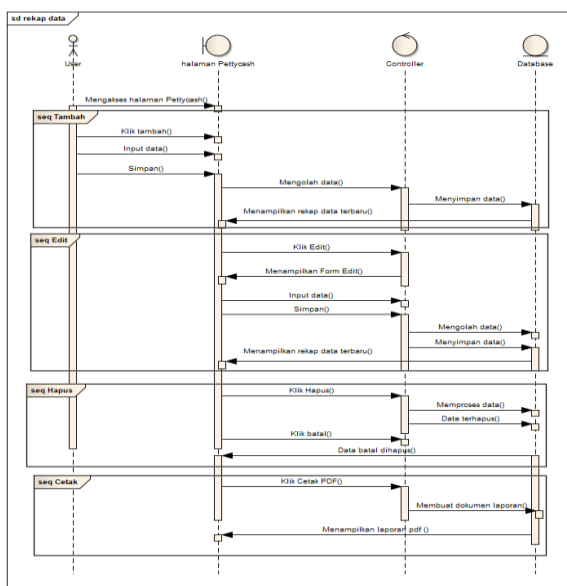 sd rekap data
User
halaman Pettycash
Controller
Database
Mengakses halaman Pettycash()
seq Tambah
Klik tambah()
Input data()
Simpan()
Mengolah data()
Menyimpan data()
Menampilkan rekap data terbaru()
seq Edit
Klik Edit()
Menampilkan Form Edit()
Input data()
Simpan()
Mengolah data()
Menyimpan data()
Menampilkan rekap data terbaru()
seq Hapus
Klik Hapus()
Memproses data()
Data terhapus()
Klik batal()
Data batal dihapus()
seq Cetak
Klik Cetak PDF()
Membuat dokumen laporan()
Menampilkan laporan pdf ()